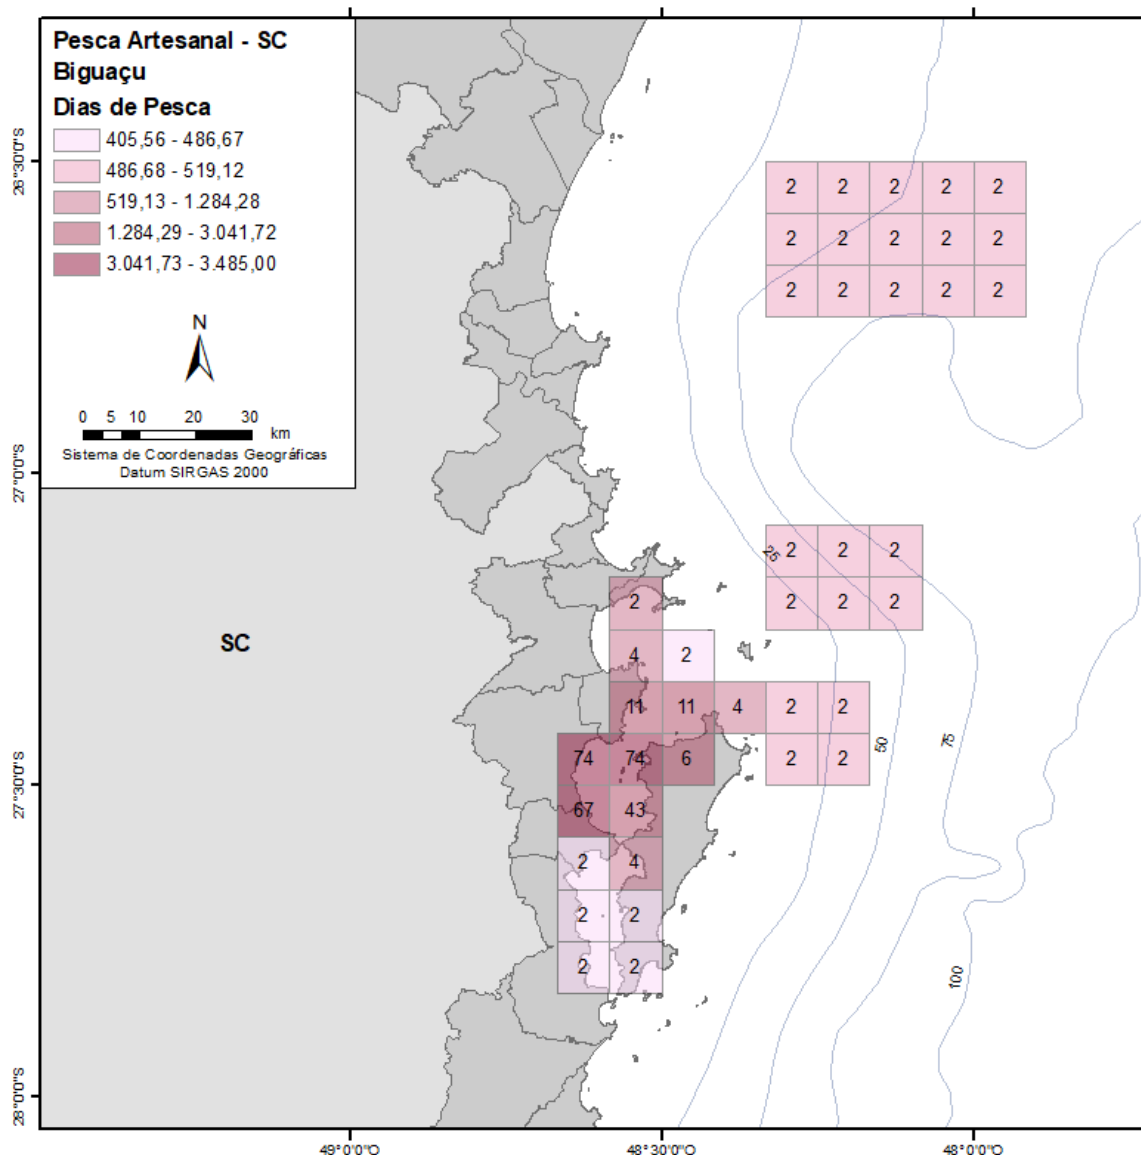 Pesca Artesanal - SC
Biguaçu
Dias de Pesca
405,56 - 486,67
486,68 - 519,12
519,13 - 1.284,28
1.284,29 - 3.041,72
3.041,73 - 3.485,00
N
0 5 10 20 30
km
Sistema de Coordenadas Geográficas
Datum SIRGAS 2000
26°30'0"S
2 2 2 2 2
2 2 2 2 2
2 2 2 2 2
27°0'0"S
25 2 2 2
2 2 2 2
SC
4 2
11 11 4 2 2
50
75
74 74 6 2 2
27°30'0"S
67 43
2 4
2 2
2 2
100
28°0'0"S
49°0'0"O 48°30'0"O 48°0'0"O